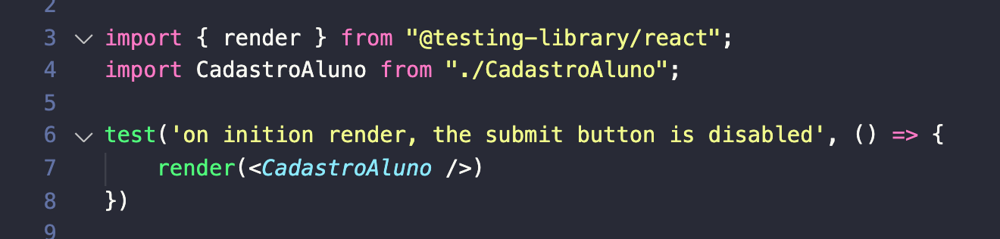 2
3 import { render } from "@testing-library/react";
4 import CadastroAluno from "./CadastroAluno";
5
6 test('on inition render, the submit button is disabled', () => {
7 render(<CadastroAluno />)
8 })
9